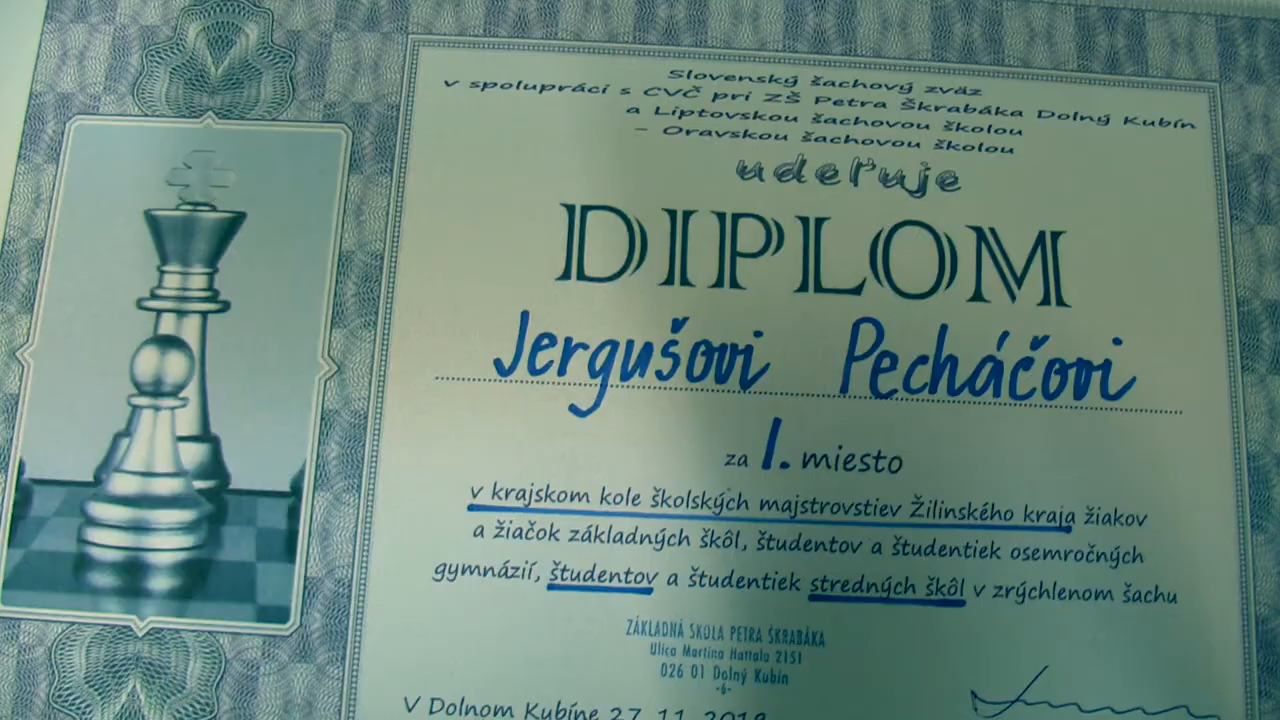 Slovenský šachový zväz
v spolupráci s CVČ pri ZŠ Petra Škrabáka Dolný Kubín
a Liptovskou šachovou školou
– Oravskou šachovou školou
udeľuje
DIPLOM
Jergušovi Pecháčovi
za 1. miesto
v krajskom kole školských majstrovstiev Žilinského kraja žiakov
a žiačok základných škôl, študentov a študentiek osemročných
gymnázií, študentov a študentiek stredných škôl v zrýchlenom šachu
ZÁKLADNÁ ŠKOLA PETRA ŠKRABÁKA
Ulica Martina Hattalu 2151
026 01 Dolný Kubín
-6-
V Dolnom Kubíne 27. 11.